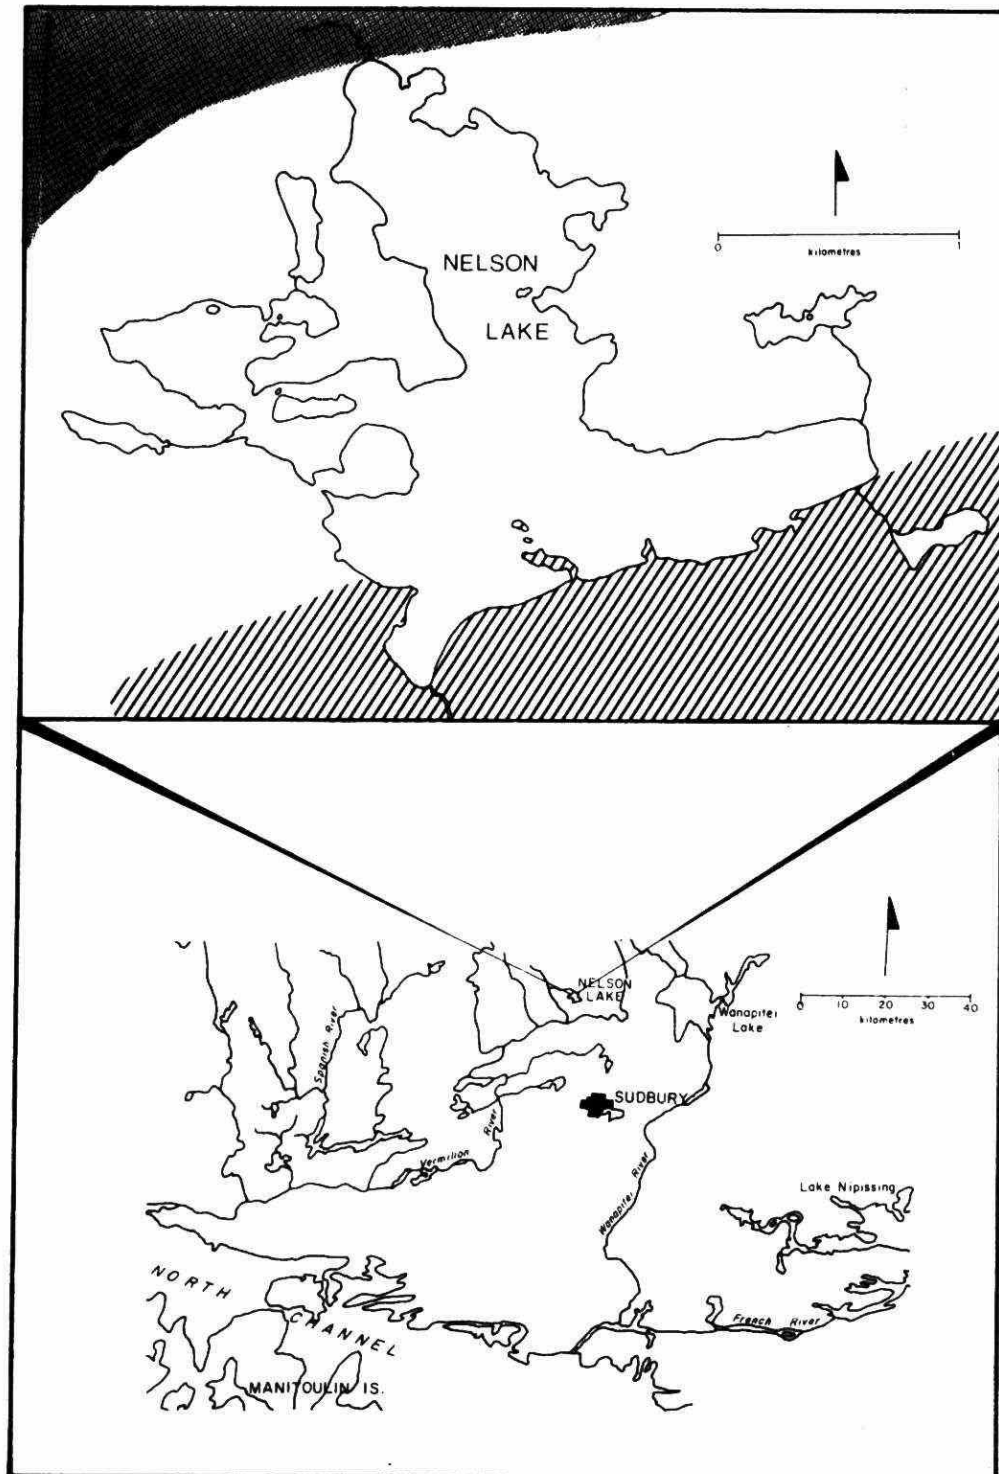 NELSON
LAKE
0 1
kilometres
NELSON
LAKE
Wanapitei
Lake
0 10 20 30 40
kilometres
Spanish River
SUDBURY
Vermilion River
Wanapitei River
Lake Nipissing
NORTH
CHANNEL
French River
MANITOULIN IS.